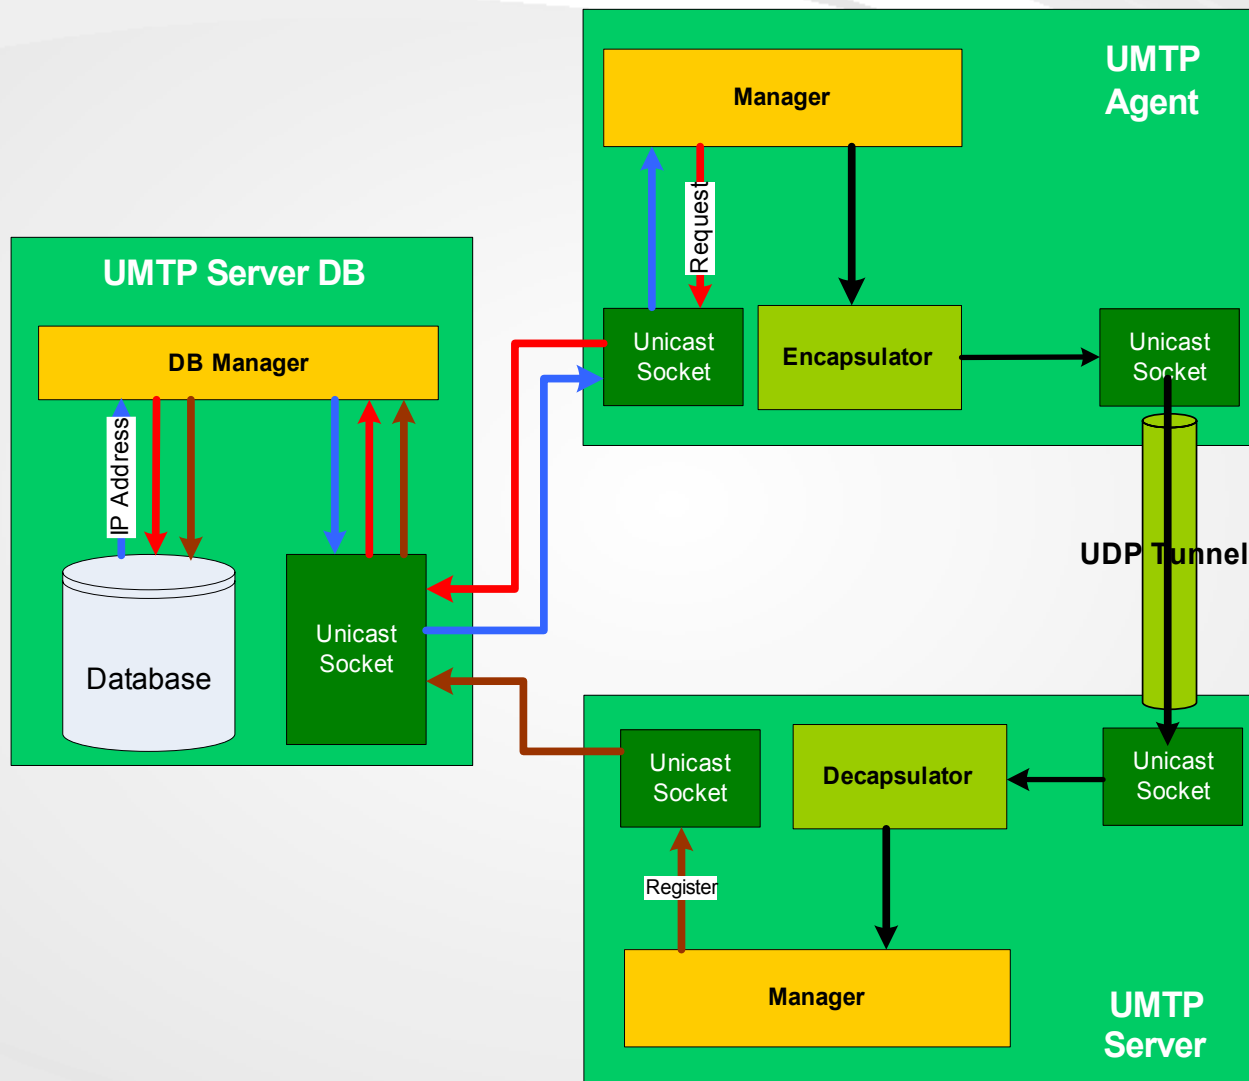 UMTP
Agent
Manager
Request
UMTP Server DB
DB Manager
Unicast
Socket
Encapsulator
Unicast
Socket
IP Address
UDP Tunnel
Database
Unicast
Socket
Unicast
Socket
Decapsulator
Unicast
Socket
Register
Manager
UMTP
Server